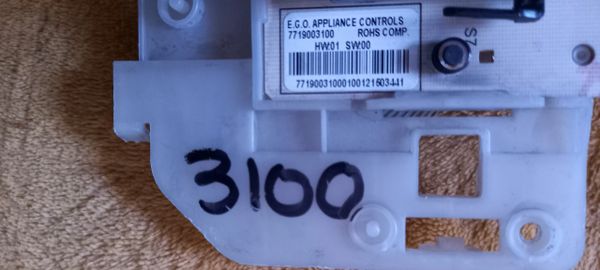 E.G.O. APPLIANCE CONTROLS
7719003100 ROHS COMP.
HW:01 SW:00
77190031000100121603441
S7
3100